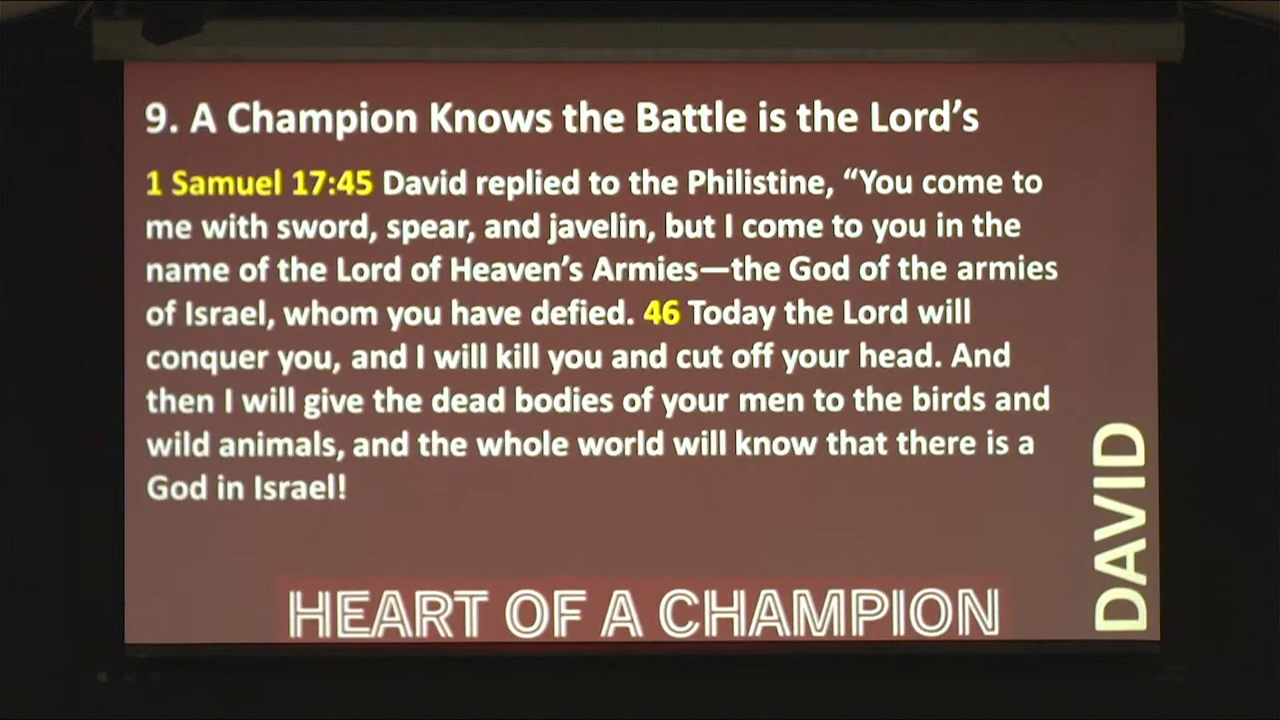 9. A Champion Knows the Battle is the Lord's
1 Samuel 17:45 David replied to the Philistine, “You come to
me with sword, spear, and javelin, but I come to you in the
name of the Lord of Heaven’s Armies—the God of the armies
of Israel, whom you have defied. 46 Today the Lord will
conquer you, and I will kill you and cut off your head. And
then I will give the dead bodies of your men to the birds and
wild animals, and the whole world will know that there is a
God in Israel!
DAVID
HEART OF A CHAMPION